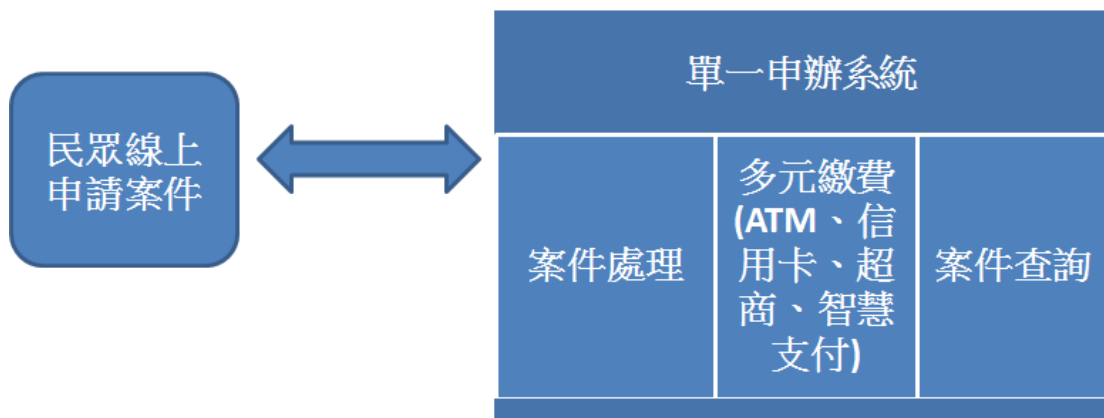 民眾線上
申請案件
單一申辦系統
案件處理
多元繳費
(ATM、信
用卡、超
商、智慧
支付)
案件查詢